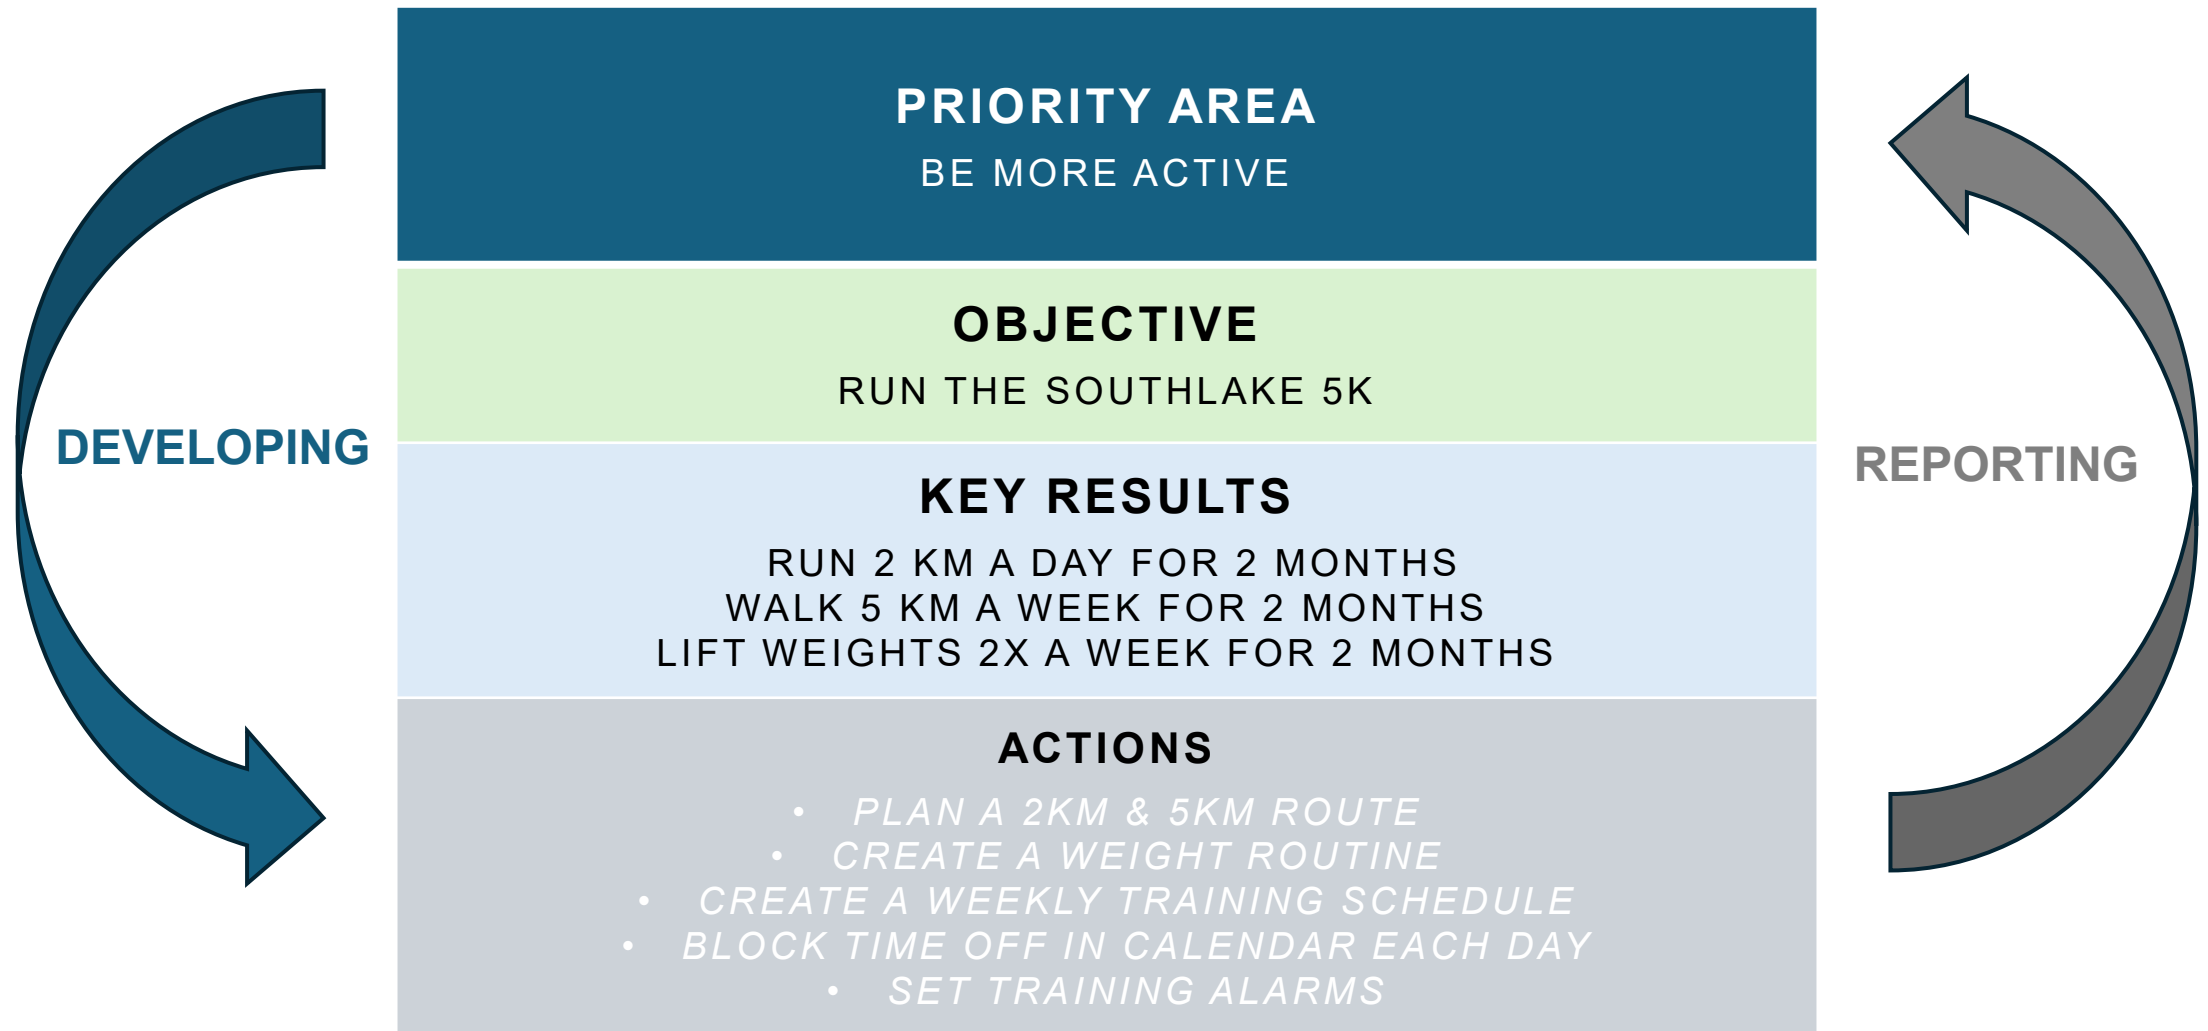 PRIORITY AREA
BE MORE ACTIVE
OBJECTIVE
RUN THE SOUTHLAKE 5K
DEVELOPING
REPORTING
KEY RESULTS
RUN 2 KM A DAY FOR 2 MONTHS
WALK 5 KM A WEEK FOR 2 MONTHS
LIFT WEIGHTS 2X A WEEK FOR 2 MONTHS
ACTIONS
• PLAN A 2KM & 5KM ROUTE
• CREATE A WEIGHT ROUTINE
• CREATE A WEEKLY TRAINING SCHEDULE
• BLOCK TIME OFF IN CALENDAR EACH DAY
• SET TRAINING ALARMS